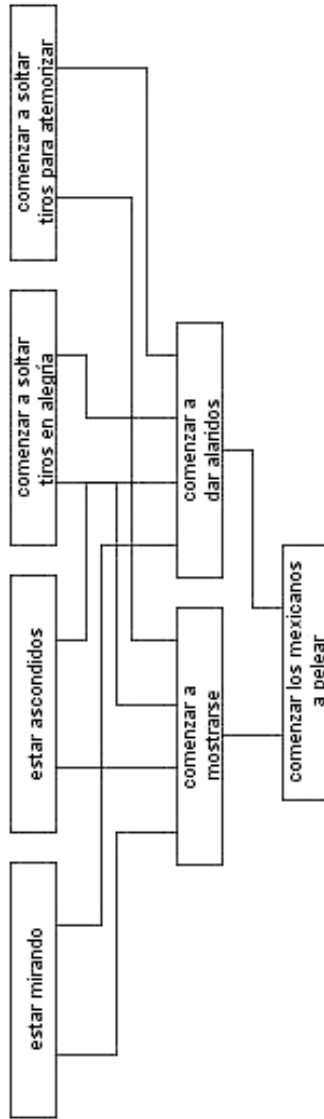 estar mirando
estar ascondidos
comenzar a soltar
tiros en alegría
comenzar a soltar
tiros para atemorizar
comenzar a
mostrarse
comenzar a
dar alaridos
comenzar los mexicanos
a pelear